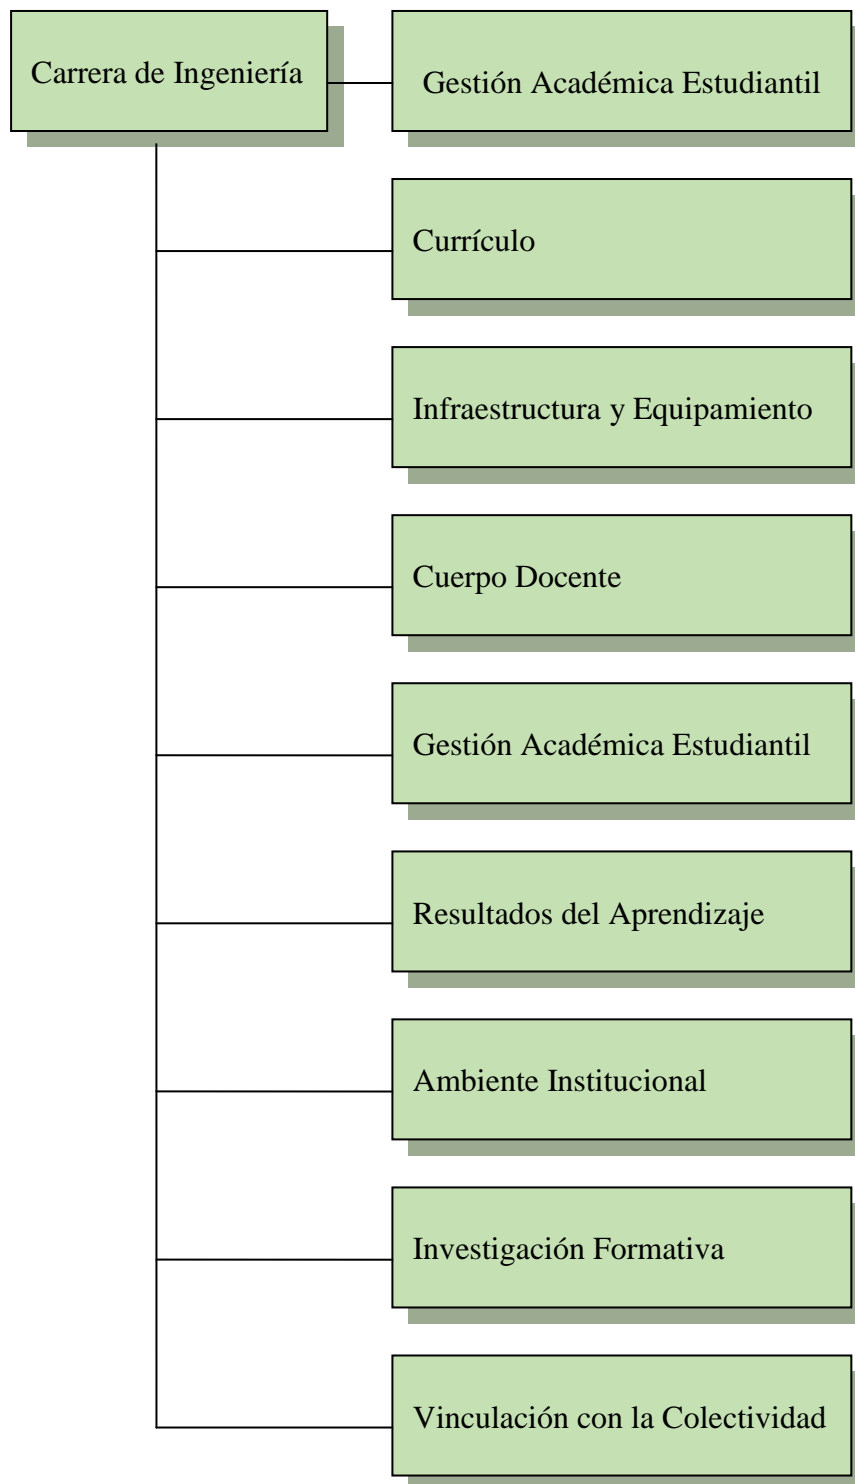 Carrera de Ingeniería
Gestión Académica Estudiantil
Currículo
Infraestructura y Equipamiento
Cuerpo Docente
Gestión Académica Estudiantil
Resultados del Aprendizaje
Ambiente Institucional
Investigación Formativa
Vinculación con la Colectividad